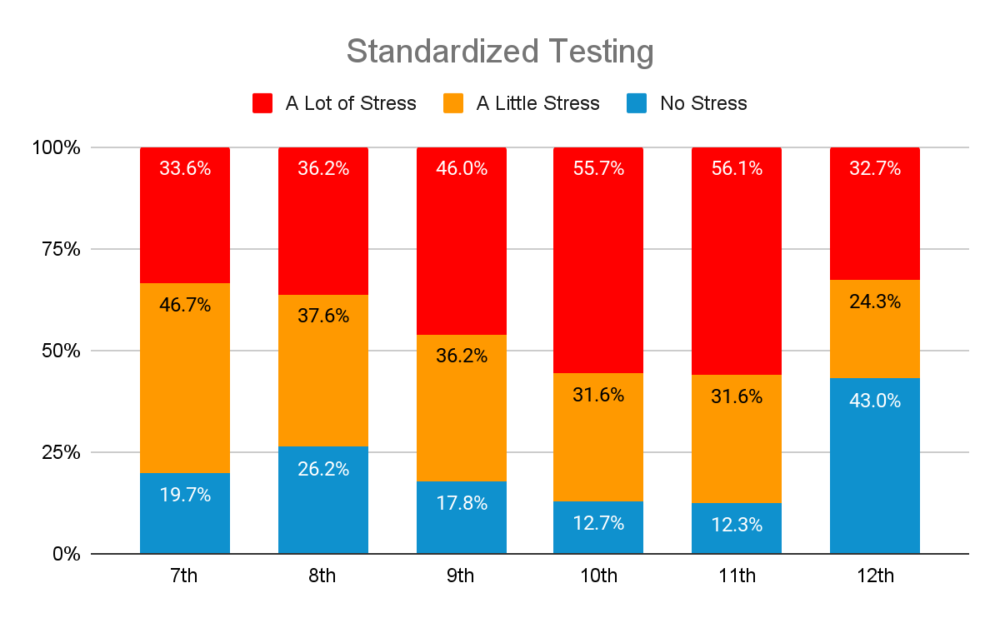 Standardized Testing
A Lot of Stress A Little Stress No Stress
100%
33.6% 36.2% 46.0% 55.7% 56.1% 32.7%
75%
46.7% 37.6% 36.2% 31.6% 31.6% 24.3%
50%
19.7% 26.2% 17.8% 12.7% 12.3% 43.0%
25%
0%
7th 8th 9th 10th 11th 12th